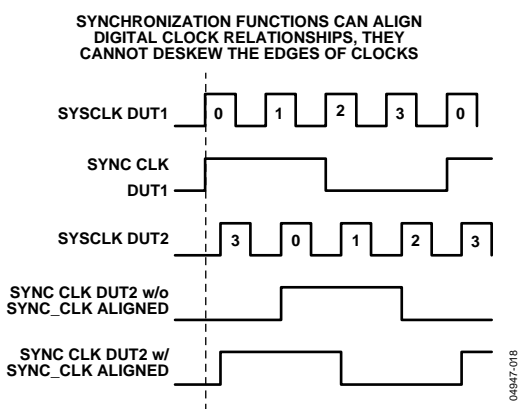 SYNCHRONIZATION FUNCTIONS CAN ALIGN
DIGITAL CLOCK RELATIONSHIPS, THEY
CANNOT DESKEW THE EDGES OF CLOCKS
SYSCLK DUT1
0 1 2 3 0
SYNC CLK
DUT1
SYSCLK DUT2
3 0 1 2 3
SYNC CLK DUT2 w/o
SYNC_CLK ALIGNED
SYNC CLK DUT2 w/
SYNC_CLK ALIGNED
04947-018